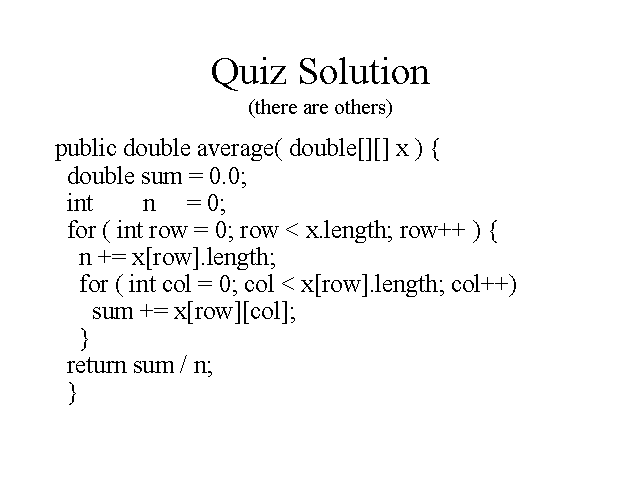 Quiz Solution
(there are others)
public double average( double[][] x ) {
double sum = 0.0;
int n = 0;
for ( int row = 0; row < x.length; row++ ) {
n += x[row].length;
for ( int col = 0; col < x[row].length; col++)
sum += x[row][col];
}
return sum / n;
}